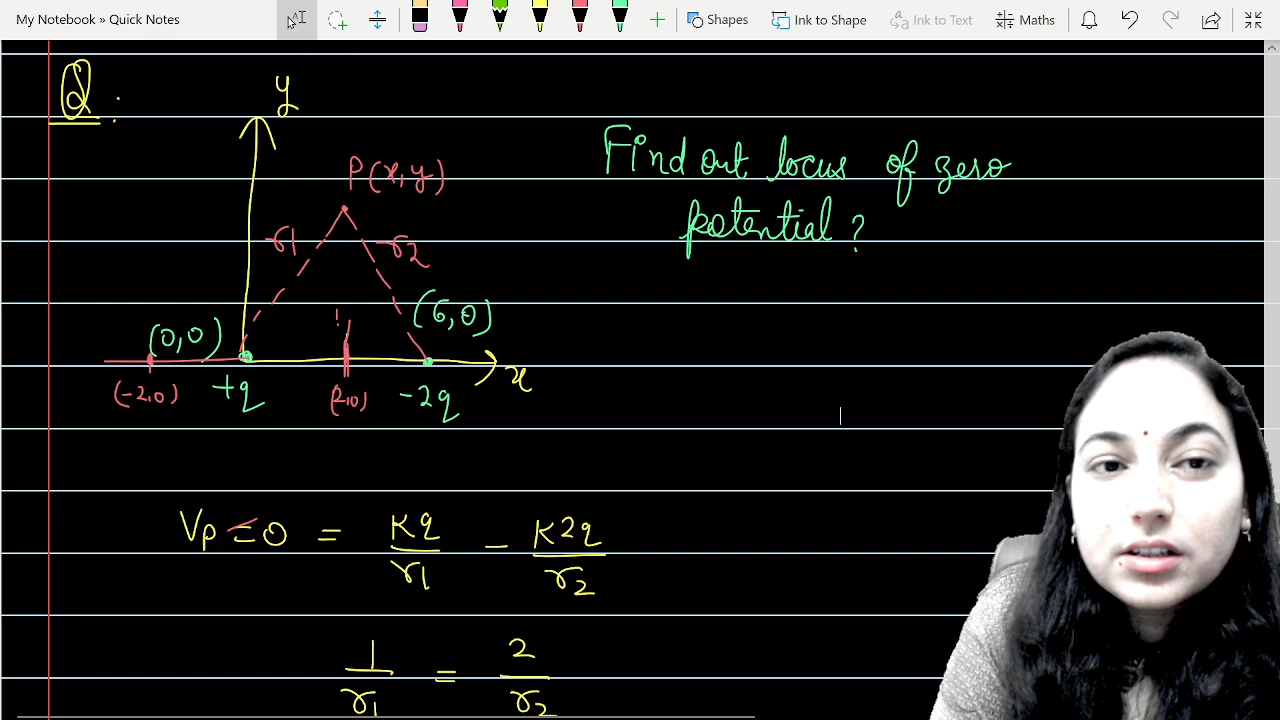 My Notebook » Quick Notes
Shapes
Ink to Shape
Ink to Text
Maths
Q:
y
Find out locus of zero
potential?
P(x,y)
r1
r2
(0,0)
(6,0)
x
(-2,0)
+q
(2,0)
-2q
Vp = 0 = Kq/r1 - K2q/r2
1/r1 = 2/r2